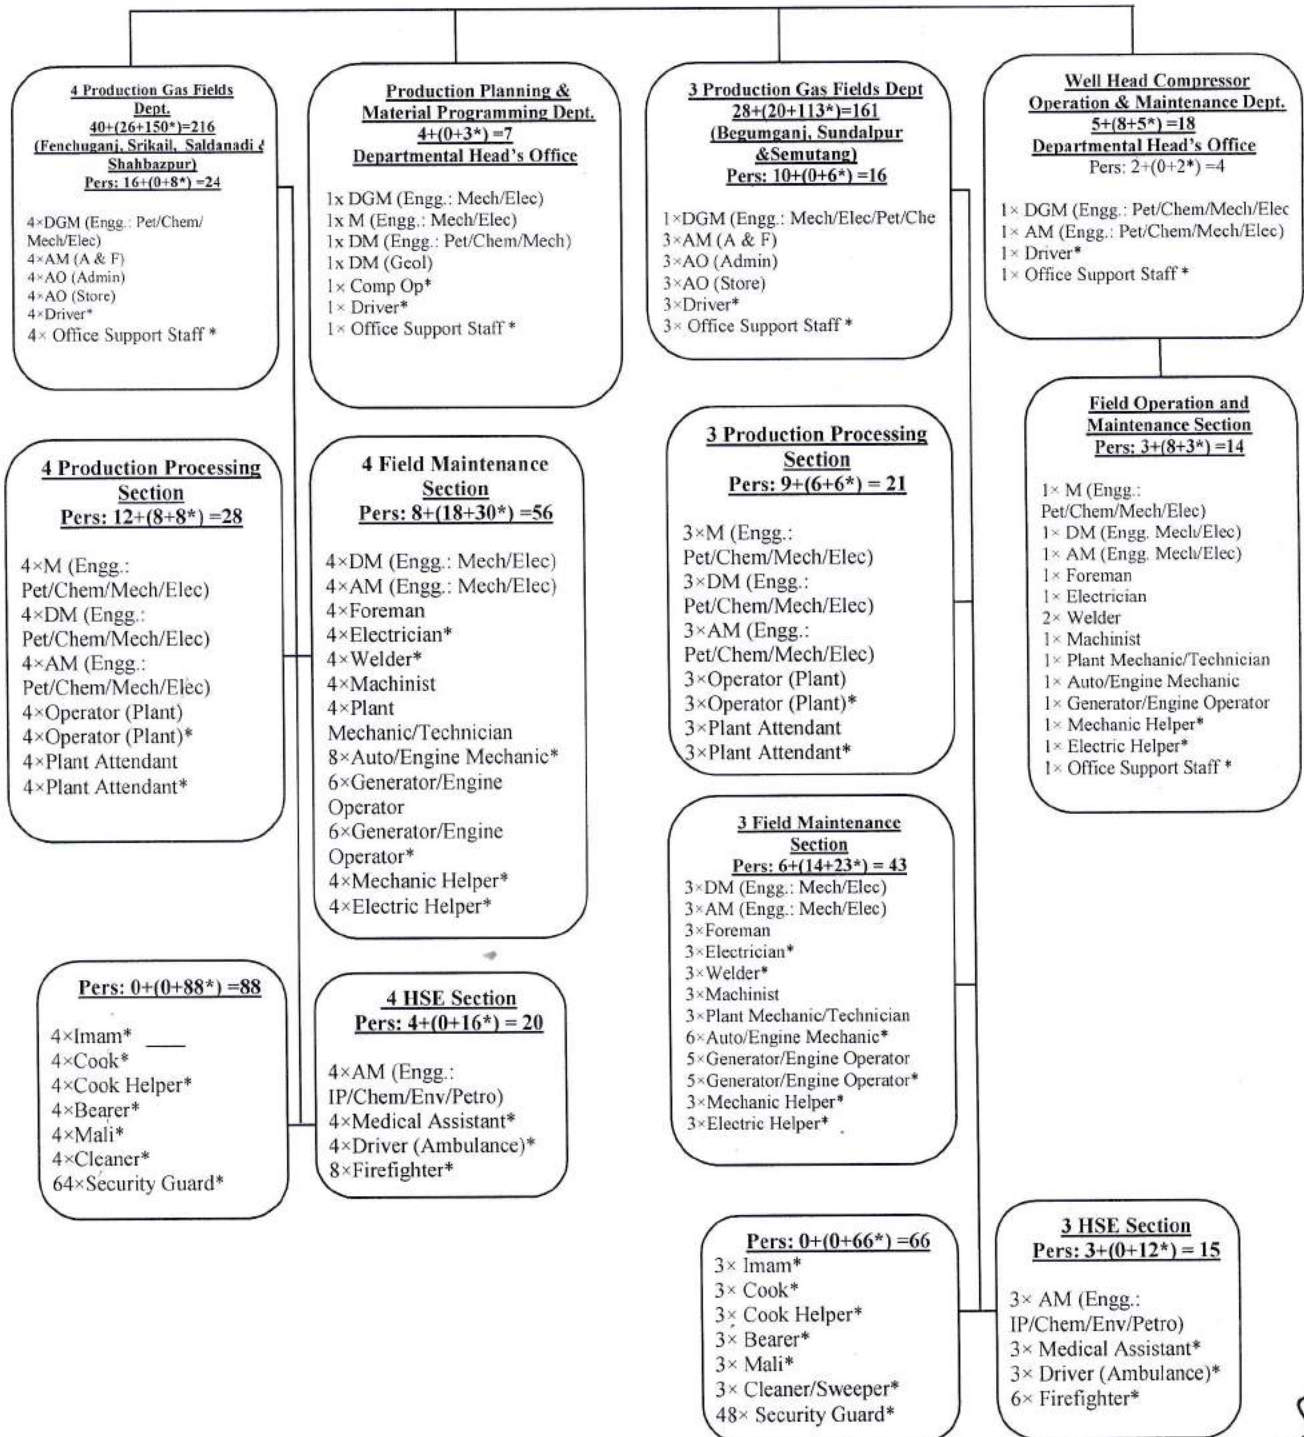 4 Production Gas Fields
Dept.
40+(26+150*)=216
(Fenchuganj, Srikail, Saldanadi &
Shahbazpur)
Pers: 16+(0+8*) =24
4×DGM (Engg.: Pet/Chem/
Mech/Elec)
4×AM (A & F)
4×AO (Admin)
4×AO (Store)
4×Driver*
4× Office Support Staff *
Production Planning &
Material Programming Dept.
4+(0+3*) =7
Departmental Head's Office
1x DGM (Engg.: Mech/Elec)
1x M (Engg.: Mech/Elec)
1x DM (Engg.: Pet/Chem/Mech)
1x DM (Geol)
1× Comp Op*
1× Driver*
1× Office Support Staff *
3 Production Gas Fields Dept
28+(20+113*)=161
(Begumganj, Sundalpur
&Semutang)
Pers: 10+(0+6*) =16
1×DGM (Engg.: Mech/Elec/Pet/Che
3×AM (A & F)
3×AO (Admin)
3×AO (Store)
3×Driver*
3× Office Support Staff *
Well Head Compressor
Operation & Maintenance Dept.
5+(8+5*) =18
Departmental Head's Office
Pers: 2+(0+2*) =4
1× DGM (Engg.: Pet/Chem/Mech/Elec
1× AM (Engg.: Pet/Chem/Mech/Elec)
1× Driver*
1× Office Support Staff *
4 Production Processing
Section
Pers: 12+(8+8*) =28
4×M (Engg.:
Pet/Chem/Mech/Elec)
4×DM (Engg.:
Pet/Chem/Mech/Elec)
4×AM (Engg.:
Pet/Chem/Mech/Elec)
4×Operator (Plant)
4×Operator (Plant)*
4×Plant Attendant
4×Plant Attendant*
4 Field Maintenance
Section
Pers: 8+(18+30*) =56
4×DM (Engg.: Mech/Elec)
4×AM (Engg.: Mech/Elec)
4×Foreman
4×Electrician*
4×Welder*
4×Machinist
4×Plant
Mechanic/Technician
8×Auto/Engine Mechanic*
6×Generator/Engine
Operator
6×Generator/Engine
Operator*
4×Mechanic Helper*
4×Electric Helper*
3 Production Processing
Section
Pers: 9+(6+6*) = 21
3×M (Engg.:
Pet/Chem/Mech/Elec)
3×DM (Engg.:
Pet/Chem/Mech/Elec)
3×AM (Engg.:
Pet/Chem/Mech/Elec)
3×Operator (Plant)
3×Operator (Plant)*
3×Plant Attendant
3×Plant Attendant*
Field Operation and
Maintenance Section
Pers: 3+(8+3*) =14
1× M (Engg.:
Pet/Chem/Mech/Elec)
1× DM (Engg. Mech/Elec)
1× AM (Engg. Mech/Elec)
1× Foreman
1× Electrician
2× Welder
1× Machinist
1× Plant Mechanic/Technician
1× Auto/Engine Mechanic
1× Generator/Engine Operator
1× Mechanic Helper*
1× Electric Helper*
1× Office Support Staff *
3 Field Maintenance
Section
Pers: 6+(14+23*) = 43
3×DM (Engg.: Mech/Elec)
3×AM (Engg.: Mech/Elec)
3×Foreman
3×Electrician*
3×Welder*
3×Machinist
3×Plant Mechanic/Technician
6×Auto/Engine Mechanic*
5×Generator/Engine Operator
5×Generator/Engine Operator*
3×Mechanic Helper*
3×Electric Helper*
Pers: 0+(0+88*) =88
4×Imam*
4×Cook*
4×Cook Helper*
4×Bearer*
4×Mali*
4×Cleaner*
64×Security Guard*
4 HSE Section
Pers: 4+(0+16*) = 20
4×AM (Engg.:
IP/Chem/Env/Petro)
4×Medical Assistant*
4×Driver (Ambulance)*
8×Firefighter*
Pers: 0+(0+66*) =66
3× Imam*
3× Cook*
3× Cook Helper*
3× Bearer*
3× Mali*
3× Cleaner/Sweeper*
48× Security Guard*
3 HSE Section
Pers: 3+(0+12*) = 15
3× AM (Engg.:
IP/Chem/Env/Petro)
3× Medical Assistant*
3× Driver (Ambulance)*
6× Firefighter*